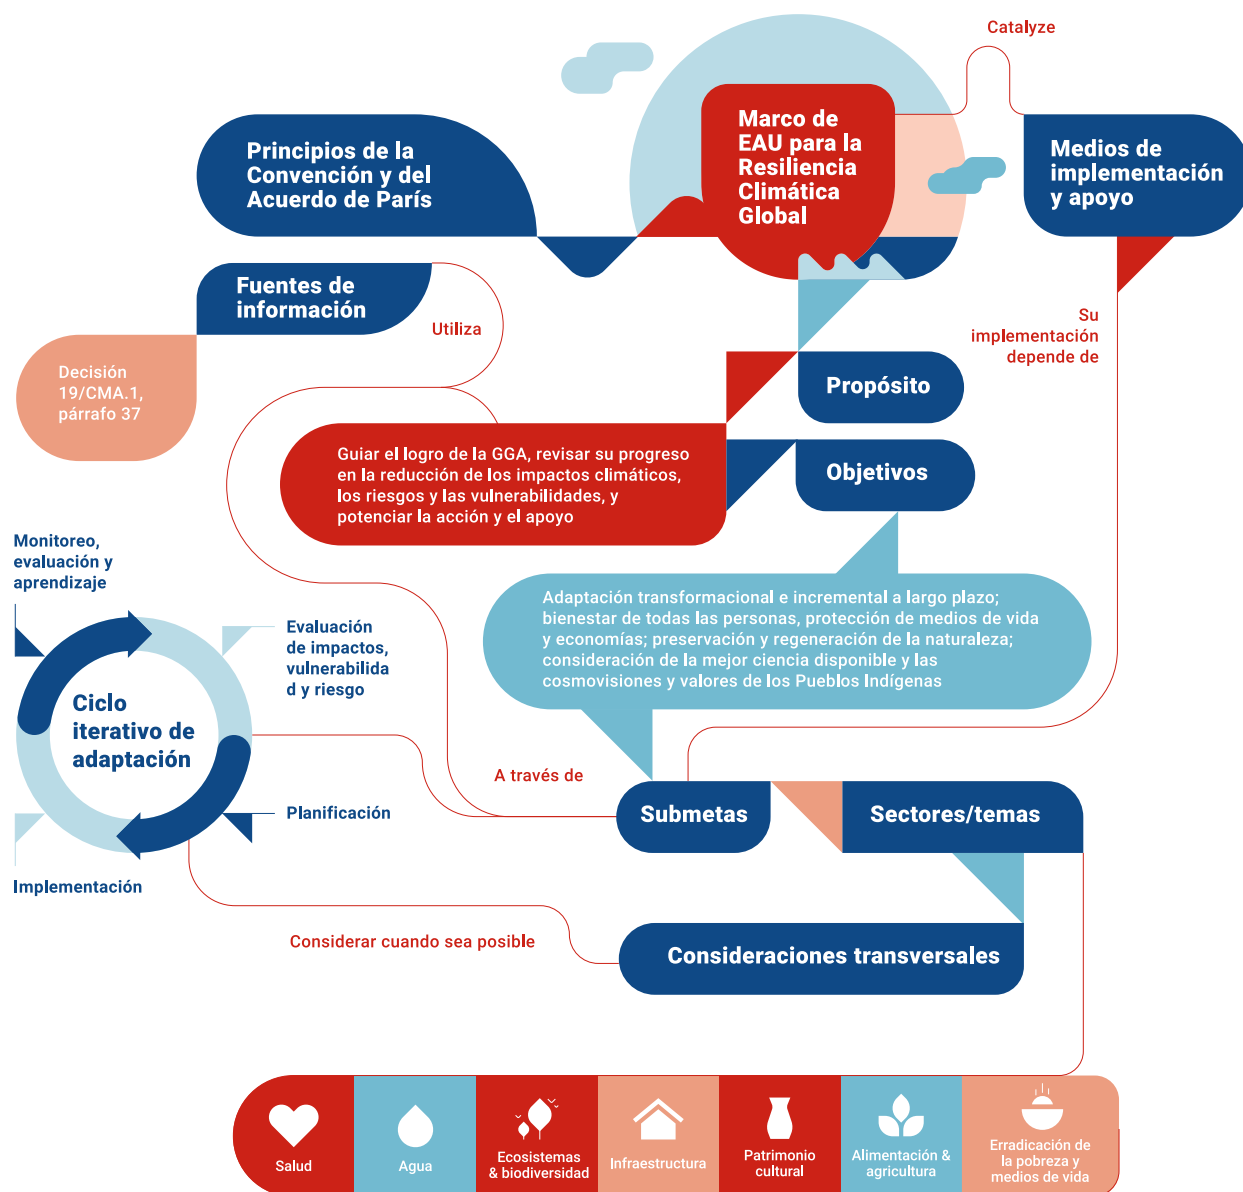 Catalyze
Marco de
EAU para la
Resiliencia
Climática
Global
Principios de la
Convención y del
Acuerdo de París
Medios de
implementación
y apoyo
Fuentes de
información
Utiliza
Su
implementación
depende de
Decisión
19/CMA.1,
párrafo 37
Propósito
Guiar el logro de la GGA, revisar su progreso
en la reducción de los impactos climáticos,
los riesgos y las vulnerabilidades, y
potenciar la acción y el apoyo
Objetivos
Adaptación transformacional e incremental a largo plazo;
bienestar de todas las personas, protección de medios de vida
y economías; preservación y regeneración de la naturaleza;
consideración de la mejor ciencia disponible y las
cosmovisiones y valores de los Pueblos Indígenas
Monitoreo,
evaluación y
aprendizaje
Evaluación
de impactos,
vulnerabilida
d y riesgo
Ciclo
iterativo de
adaptación
Planificación
Implementación
A través de
Submetas
Sectores/temas
Considerar cuando sea posible
Consideraciones transversales
Salud
Agua
Ecosistemas
& biodiversidad
Infraestructura
Patrimonio
cultural
Alimentación &
agricultura
Erradicación de
la pobreza y
medios de vida